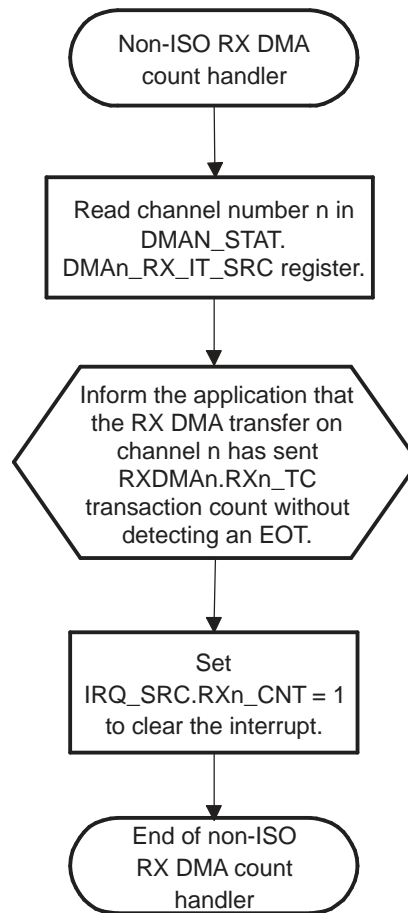 Non-ISO RX DMA
count handler
Read channel number n in
DMAN_STAT.
DMAn_RX_IT_SRC register.
Inform the application that
the RX DMA transfer on
channel n has sent
RXDMAn.RXn_TC
transaction count without
detecting an EOT.
Set
IRQ_SRC.RXn_CNT = 1
to clear the interrupt.
End of non-ISO
RX DMA count
handler